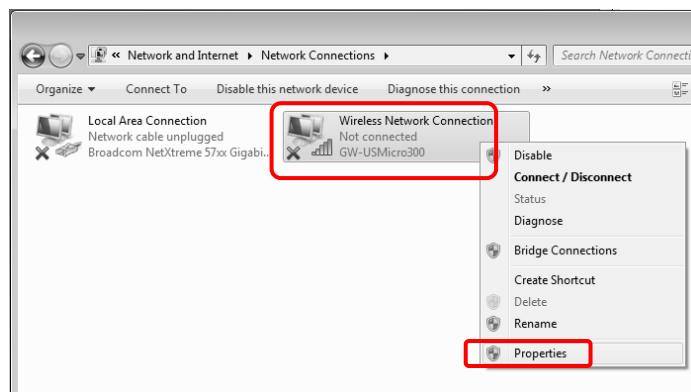 « Network and Internet ▸ Network Connections ▸
Search Network Connecti
Organize ▾ Connect To Disable this network device Diagnose this connection »
Local Area Connection
Network cable unplugged
Broadcom NetXtreme 57xx Gigabi...
Wireless Network Connection
Not connected
GW-USMicro300
Disable
Connect / Disconnect
Status
Diagnose
Bridge Connections
Create Shortcut
Delete
Rename
Properties